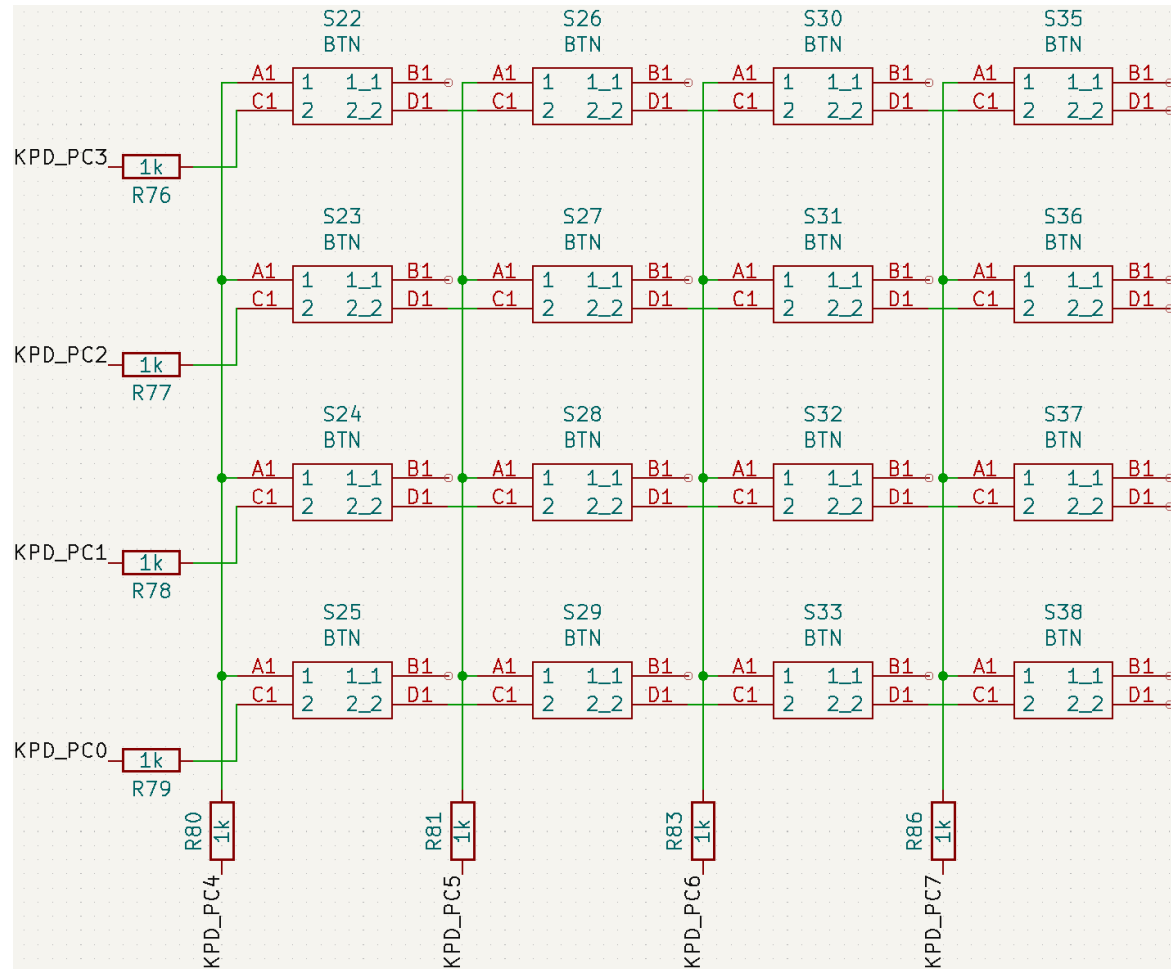 S22 S26 S30 S35
BTN BTN BTN BTN
A1 1 1_1 B1 A1 1 1_1 B1 A1 1 1_1 B1 A1 1 1_1 B1
C1 2 2_2 D1 C1 2 2_2 D1 C1 2 2_2 D1 C1 2 2_2 D1
KPD_PC3 1k
R76
S23 S27 S31 S36
BTN BTN BTN BTN
A1 1 1_1 B1 A1 1 1_1 B1 A1 1 1_1 B1 A1 1 1_1 B1
C1 2 2_2 D1 C1 2 2_2 D1 C1 2 2_2 D1 C1 2 2_2 D1
KPD_PC2 1k
R77
S24 S28 S32 S37
BTN BTN BTN BTN
A1 1 1_1 B1 A1 1 1_1 B1 A1 1 1_1 B1 A1 1 1_1 B1
C1 2 2_2 D1 C1 2 2_2 D1 C1 2 2_2 D1 C1 2 2_2 D1
KPD_PC1 1k
R78
S25 S29 S33 S38
BTN BTN BTN BTN
A1 1 1_1 B1 A1 1 1_1 B1 A1 1 1_1 B1 A1 1 1_1 B1
C1 2 2_2 D1 C1 2 2_2 D1 C1 2 2_2 D1 C1 2 2_2 D1
KPD_PC0 1k
R79
R80 1k R81 1k R83 1k R86 1k
KPD_PC4 KPD_PC5 KPD_PC6 KPD_PC7